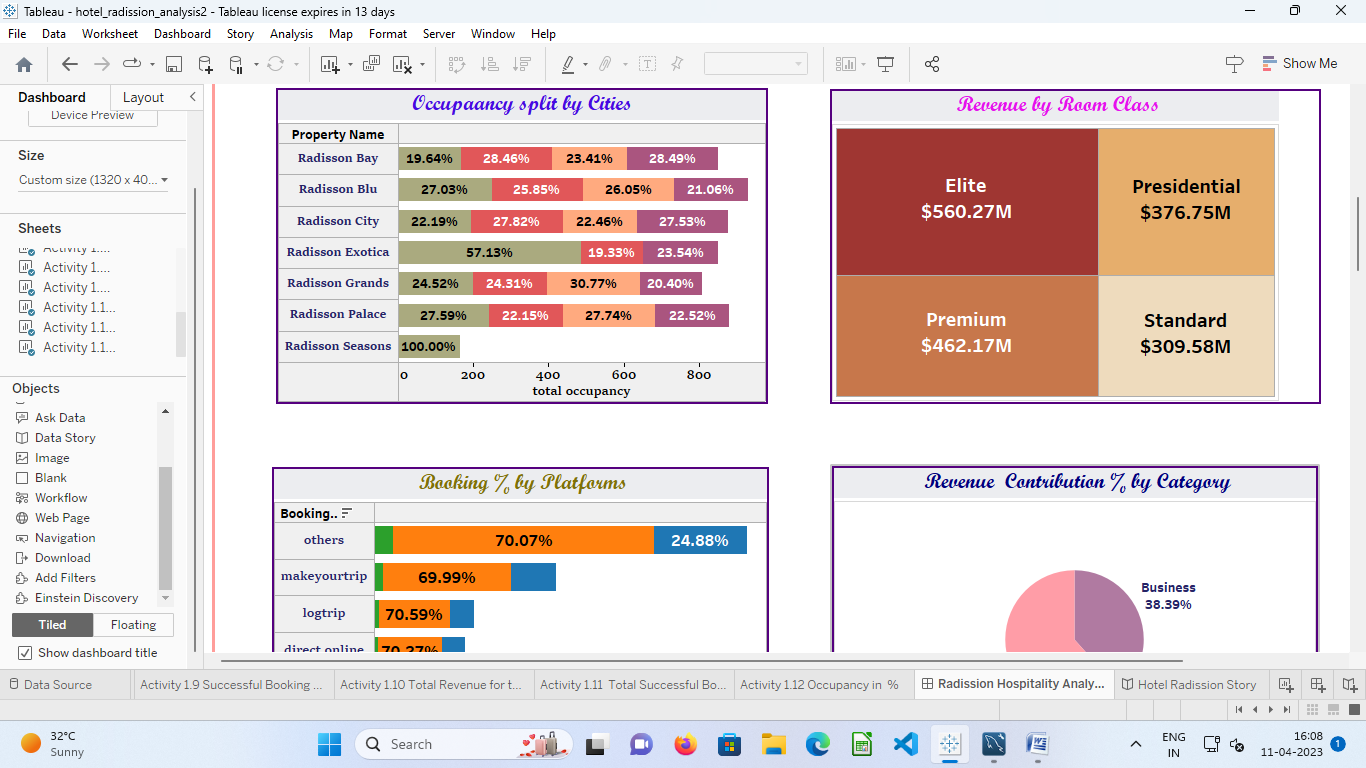 Tableau - hotel_radission_analysis2 - Tableau license expires in 13 days
File Data Worksheet Dashboard Story Analysis Map Format Server Window Help
Show Me
Dashboard Layout
Device Preview
Size
Custom size (1320 x 40...
Sheets
Activity 1....
Activity 1....
Activity 1....
Activity 1.1...
Activity 1.1...
Activity 1.1...
Objects
Ask Data
Data Story
Image
Blank
Workflow
Web Page
Navigation
Download
Add Filters
Einstein Discovery
Tiled Floating
Show dashboard title
Occupaancy split by Cities
Property Name
Radisson Bay 19.64% 28.46% 23.41% 28.49%
Radisson Blu 27.03% 25.85% 26.05% 21.06%
Radisson City 22.19% 27.82% 22.46% 27.53%
Radisson Exotica 57.13% 19.33% 23.54%
Radisson Grands 24.52% 24.31% 30.77% 20.40%
Radisson Palace 27.59% 22.15% 27.74% 22.52%
Radisson Seasons 100.00%
0 200 400 600 800
total occupancy
Revenue by Room Class
Elite
$560.27M
Presidential
$376.75M
Premium
$462.17M
Standard
$309.58M
Booking % by Platforms
Booking..
others 70.07% 24.88%
makeyourtrip 69.99%
logtrip 70.59%
direct online 70.27%
Revenue Contribution % by Category
Business
38.39%
Data Source Activity 1.9 Successful Booking ... Activity 1.10 Total Revenue for t... Activity 1.11 Total Successful Bo... Activity 1.12 Occupancy in % Radission Hospitality Analy... Hotel Radission Story
32°C
Sunny
Search
ENG
IN
16:08
11-04-2023
1